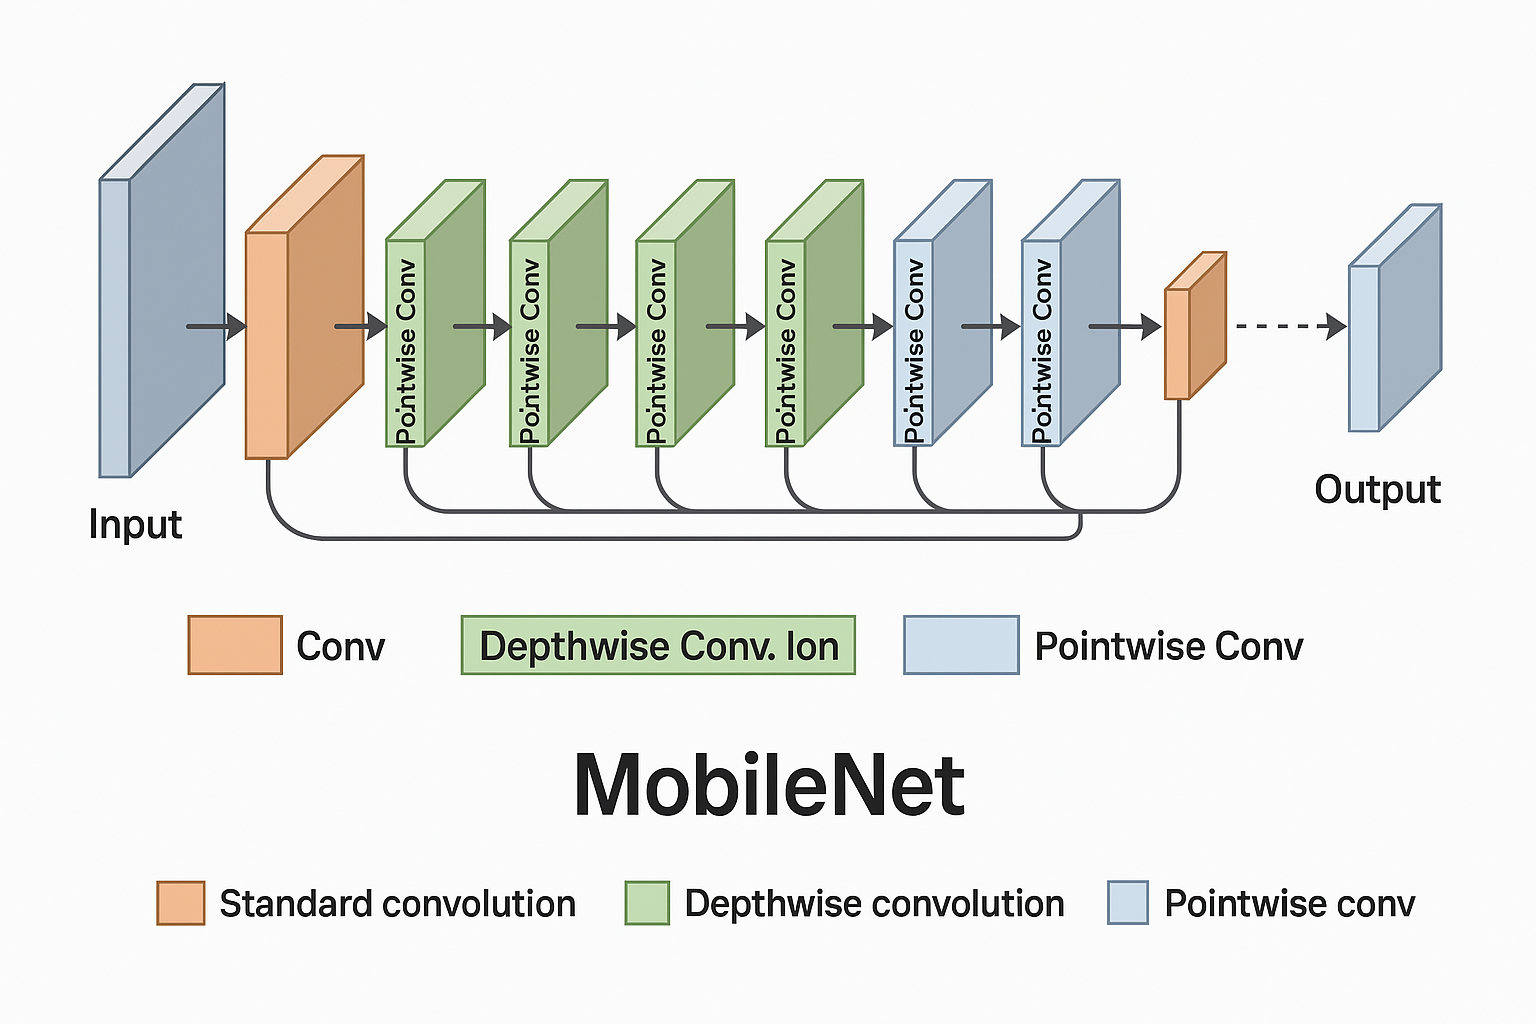 Pointwise Conv
Pointwise Conv
Pointwise Conv
Pointwise Conv
Pointwise Conv
Pointwise Conv
Input
Output
Conv
Depthwise Conv. Ion
Pointwise Conv
MobileNet
Standard convolution
Depthwise convolution
Pointwise conv